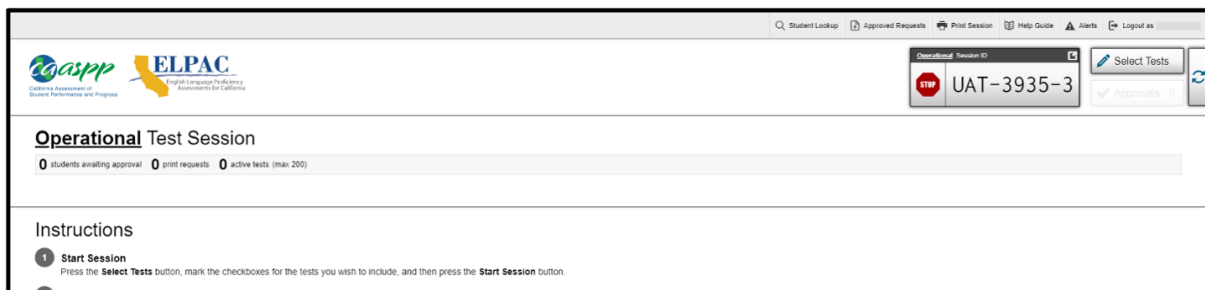 Student Lookup Approved Requests Print Session Help Guide Alerts Logout as
caaspp
California Assessment of
Student Performance and Progress
ELPAC
English Language Proficiency
Assessments for California
Operational Session ID
STOP UAT-3935-3
Select Tests
Approvals 0
Operational Test Session
0 students awaiting approval 0 print requests 0 active tests (max 200)
Instructions
1 Start Session
Press the Select Tests button, mark the checkboxes for the tests you wish to include, and then press the Start Session button.